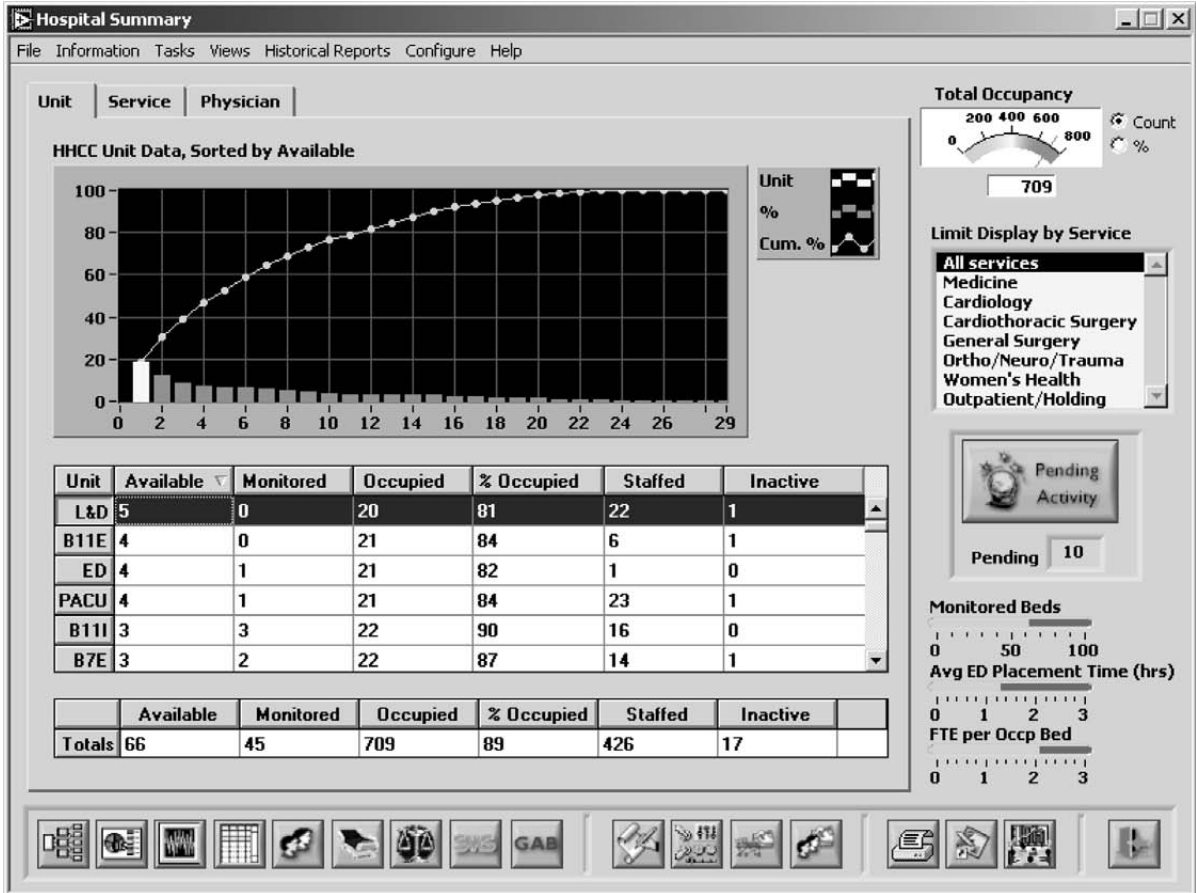 Hospital Summary
File Information Tasks Views Historical Reports Configure Help
Unit Service Physician
HHCC Unit Data, Sorted by Available
100
80
60
40
20
0
0 2 4 6 8 10 12 14 16 18 20 22 24 26 29
Unit
%
Cum. %
Total Occupancy
0 200 400 600 800
Count
%
709
Limit Display by Service
All services
Medicine
Cardiology
Cardiothoracic Surgery
General Surgery
Ortho/Neuro/Trauma
Women's Health
Outpatient/Holding
Unit Available Monitored Occupied % Occupied Staffed Inactive
L&D 5 0 20 81 22 1
B11E 4 0 21 84 6 1
ED 4 1 21 82 1 0
PACU 4 1 21 84 23 1
B11I 3 3 22 90 16 0
B7E 3 2 22 87 14 1
Available Monitored Occupied % Occupied Staffed Inactive
Totals 66 45 709 89 426 17
Pending
Activity
Pending 10
Monitored Beds
0 50 100
Avg ED Placement Time (hrs)
0 1 2 3
FTE per Occp Bed
0 1 2 3
GAB